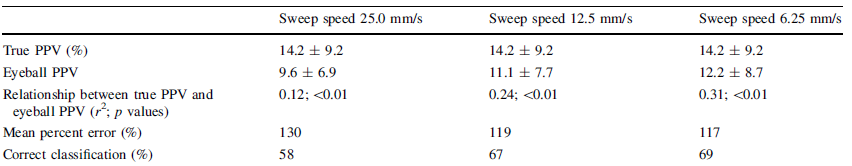 Sweep speed 25.0 mm/s Sweep speed 12.5 mm/s Sweep speed 6.25 mm/s
True PPV (%) 14.2 ± 9.2 14.2 ± 9.2 14.2 ± 9.2
Eyeball PPV 9.6 ± 6.9 11.1 ± 7.7 12.2 ± 8.7
Relationship between true PPV and 0.12; <0.01 0.24; <0.01 0.31; <0.01
eyeball PPV (r²; p values)
Mean percent error (%) 130 119 117
Correct classification (%) 58 67 69